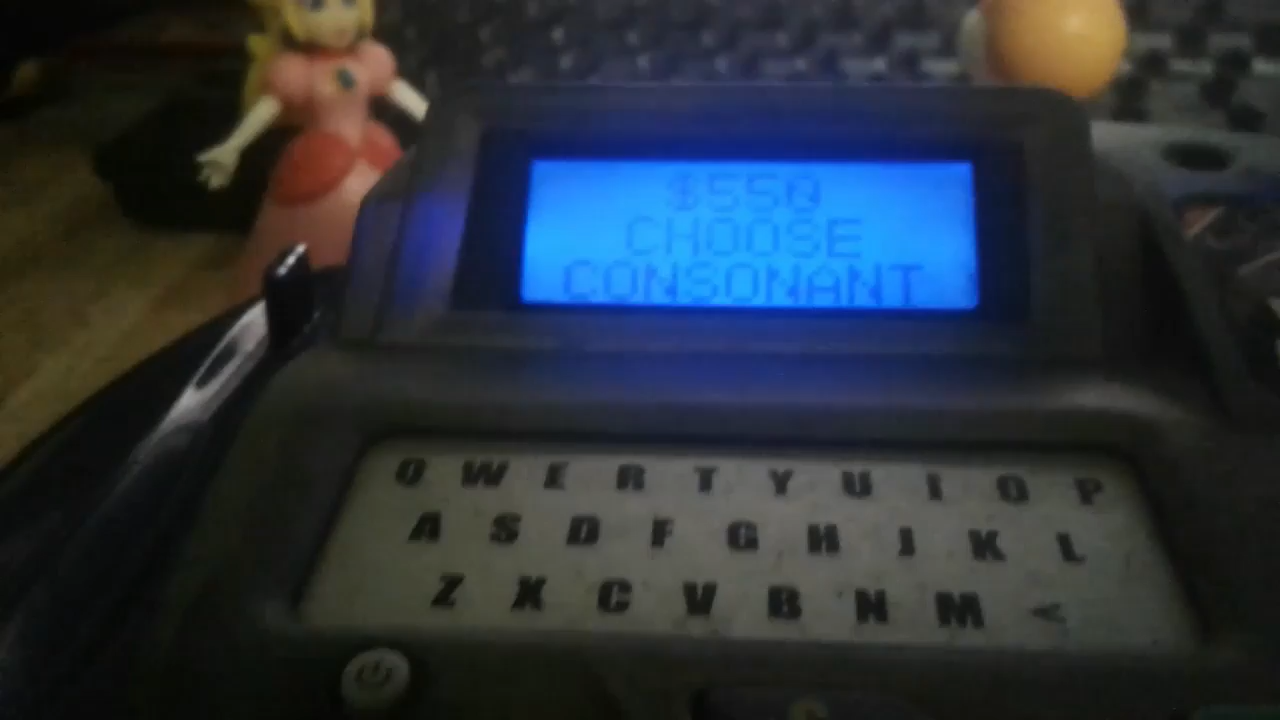 $550
CHOOSE
CONSONANT
Q W E R T Y U I O P
A S D F G H J K L
Z X C V B N M <